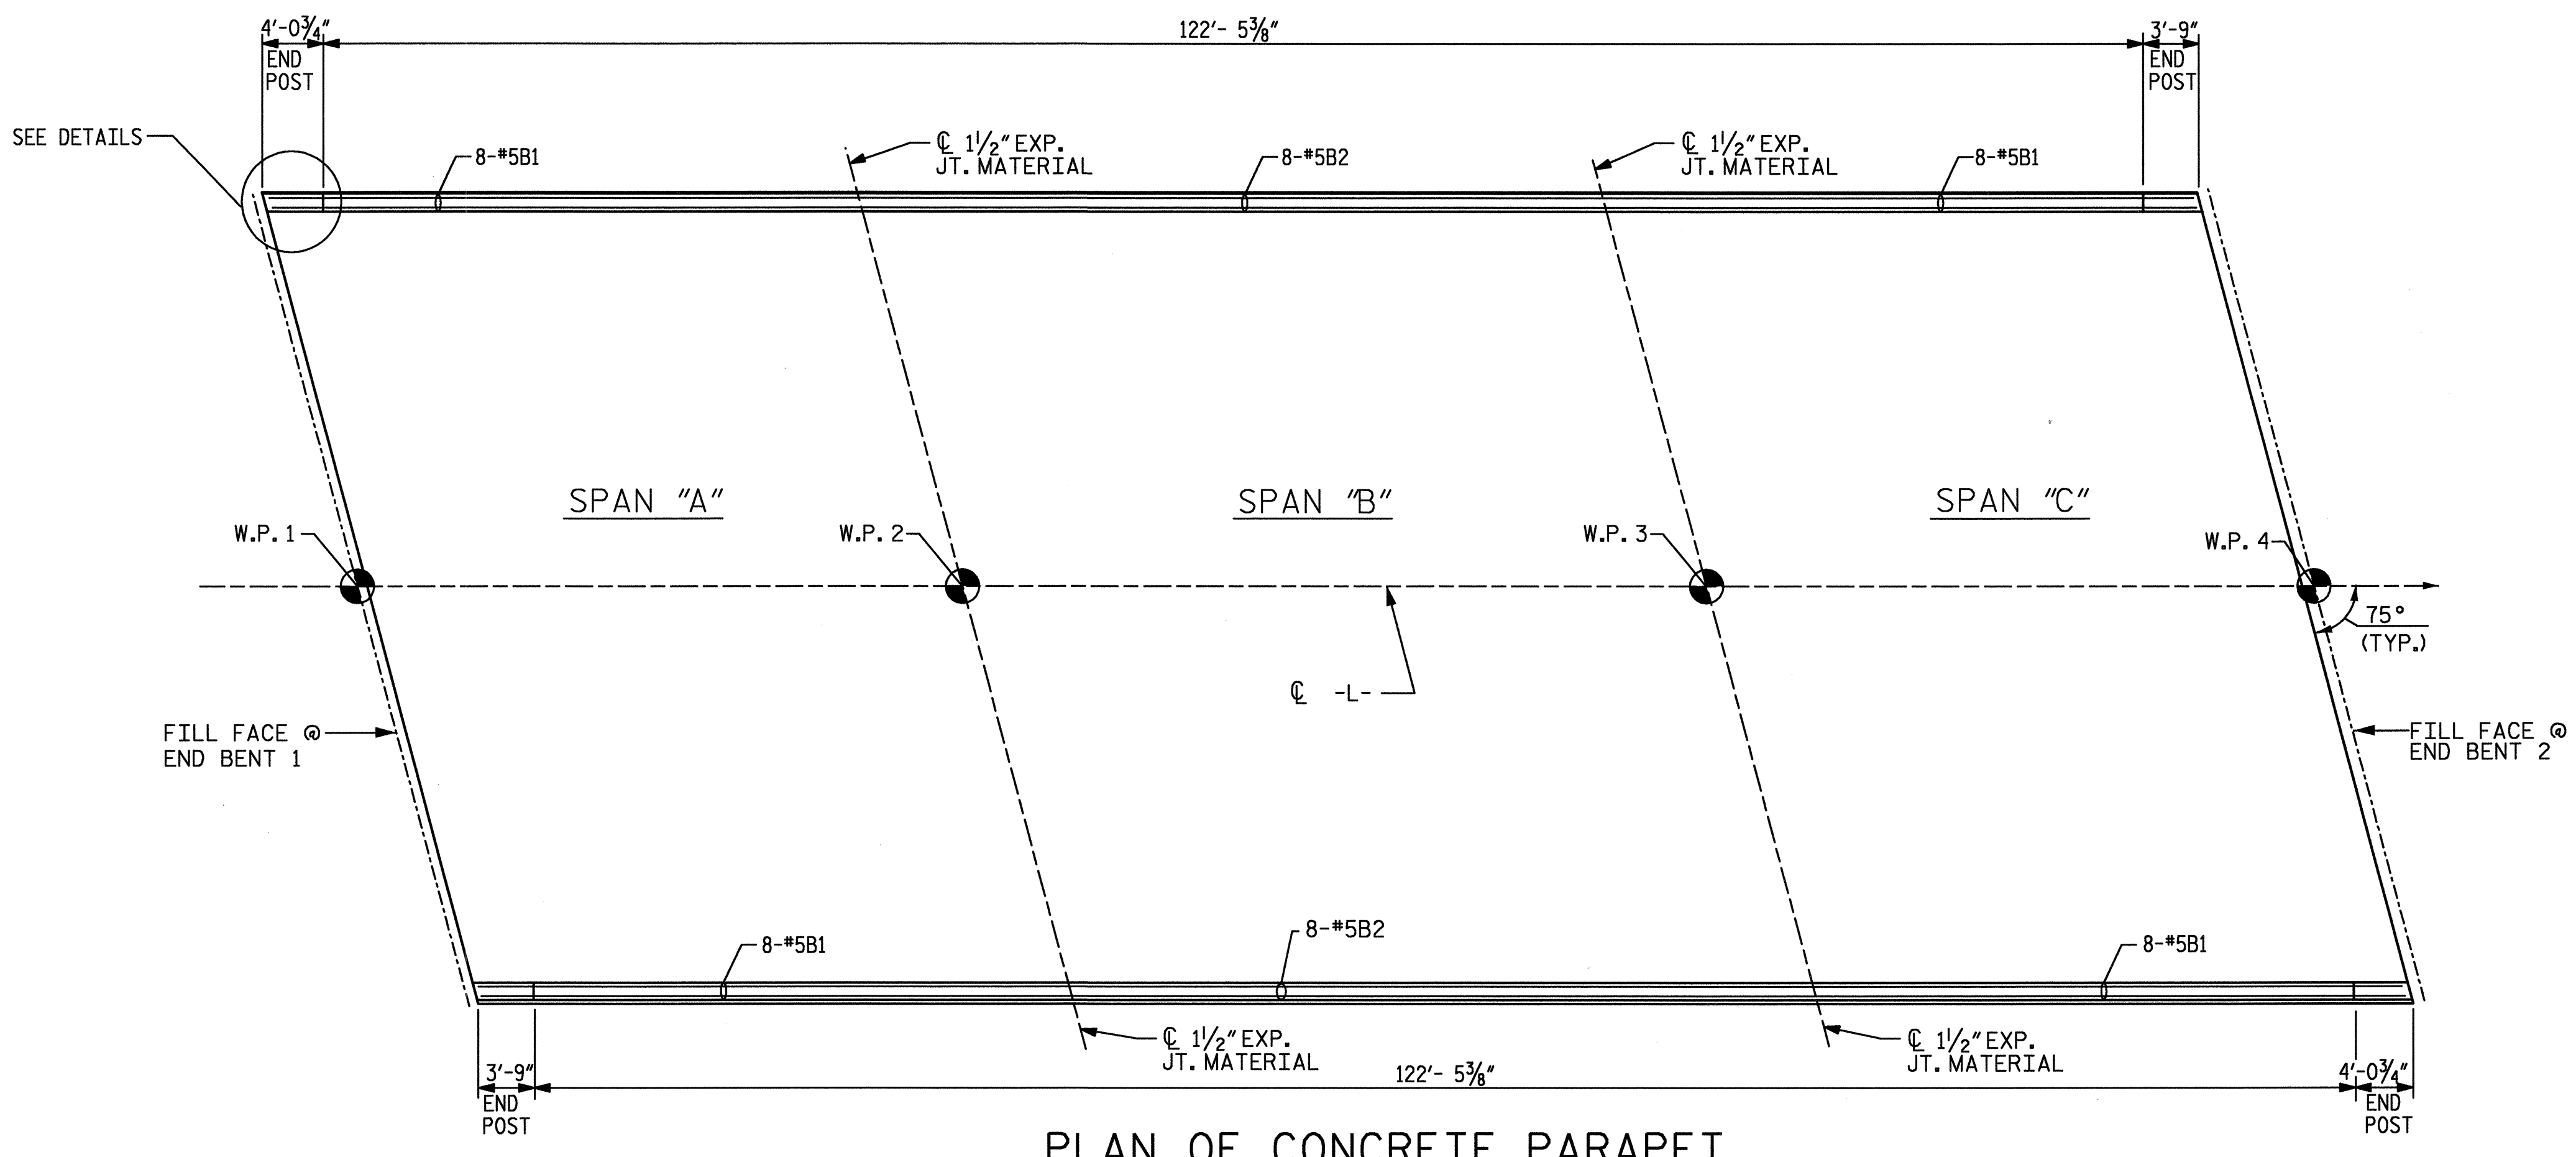 4'-0¾"
122'- 5⅜"
3'-9"
END
POST
END
POST
SEE DETAILS
8-#5B1
℄ 1½" EXP.
JT. MATERIAL
8-#5B2
℄ 1½" EXP.
JT. MATERIAL
8-#5B1
SPAN "A"
SPAN "B"
SPAN "C"
W.P. 1
W.P. 2
W.P. 3
W.P. 4
75°
(TYP.)
℄ -L-
FILL FACE @
END BENT 1
FILL FACE @
END BENT 2
8-#5B1
8-#5B2
8-#5B1
℄ 1½" EXP.
JT. MATERIAL
℄ 1½" EXP.
JT. MATERIAL
3'-9"
122'- 5⅜"
4'-0¾"
END
POST
END
POST
PLAN OF CONCRETE PARAPET